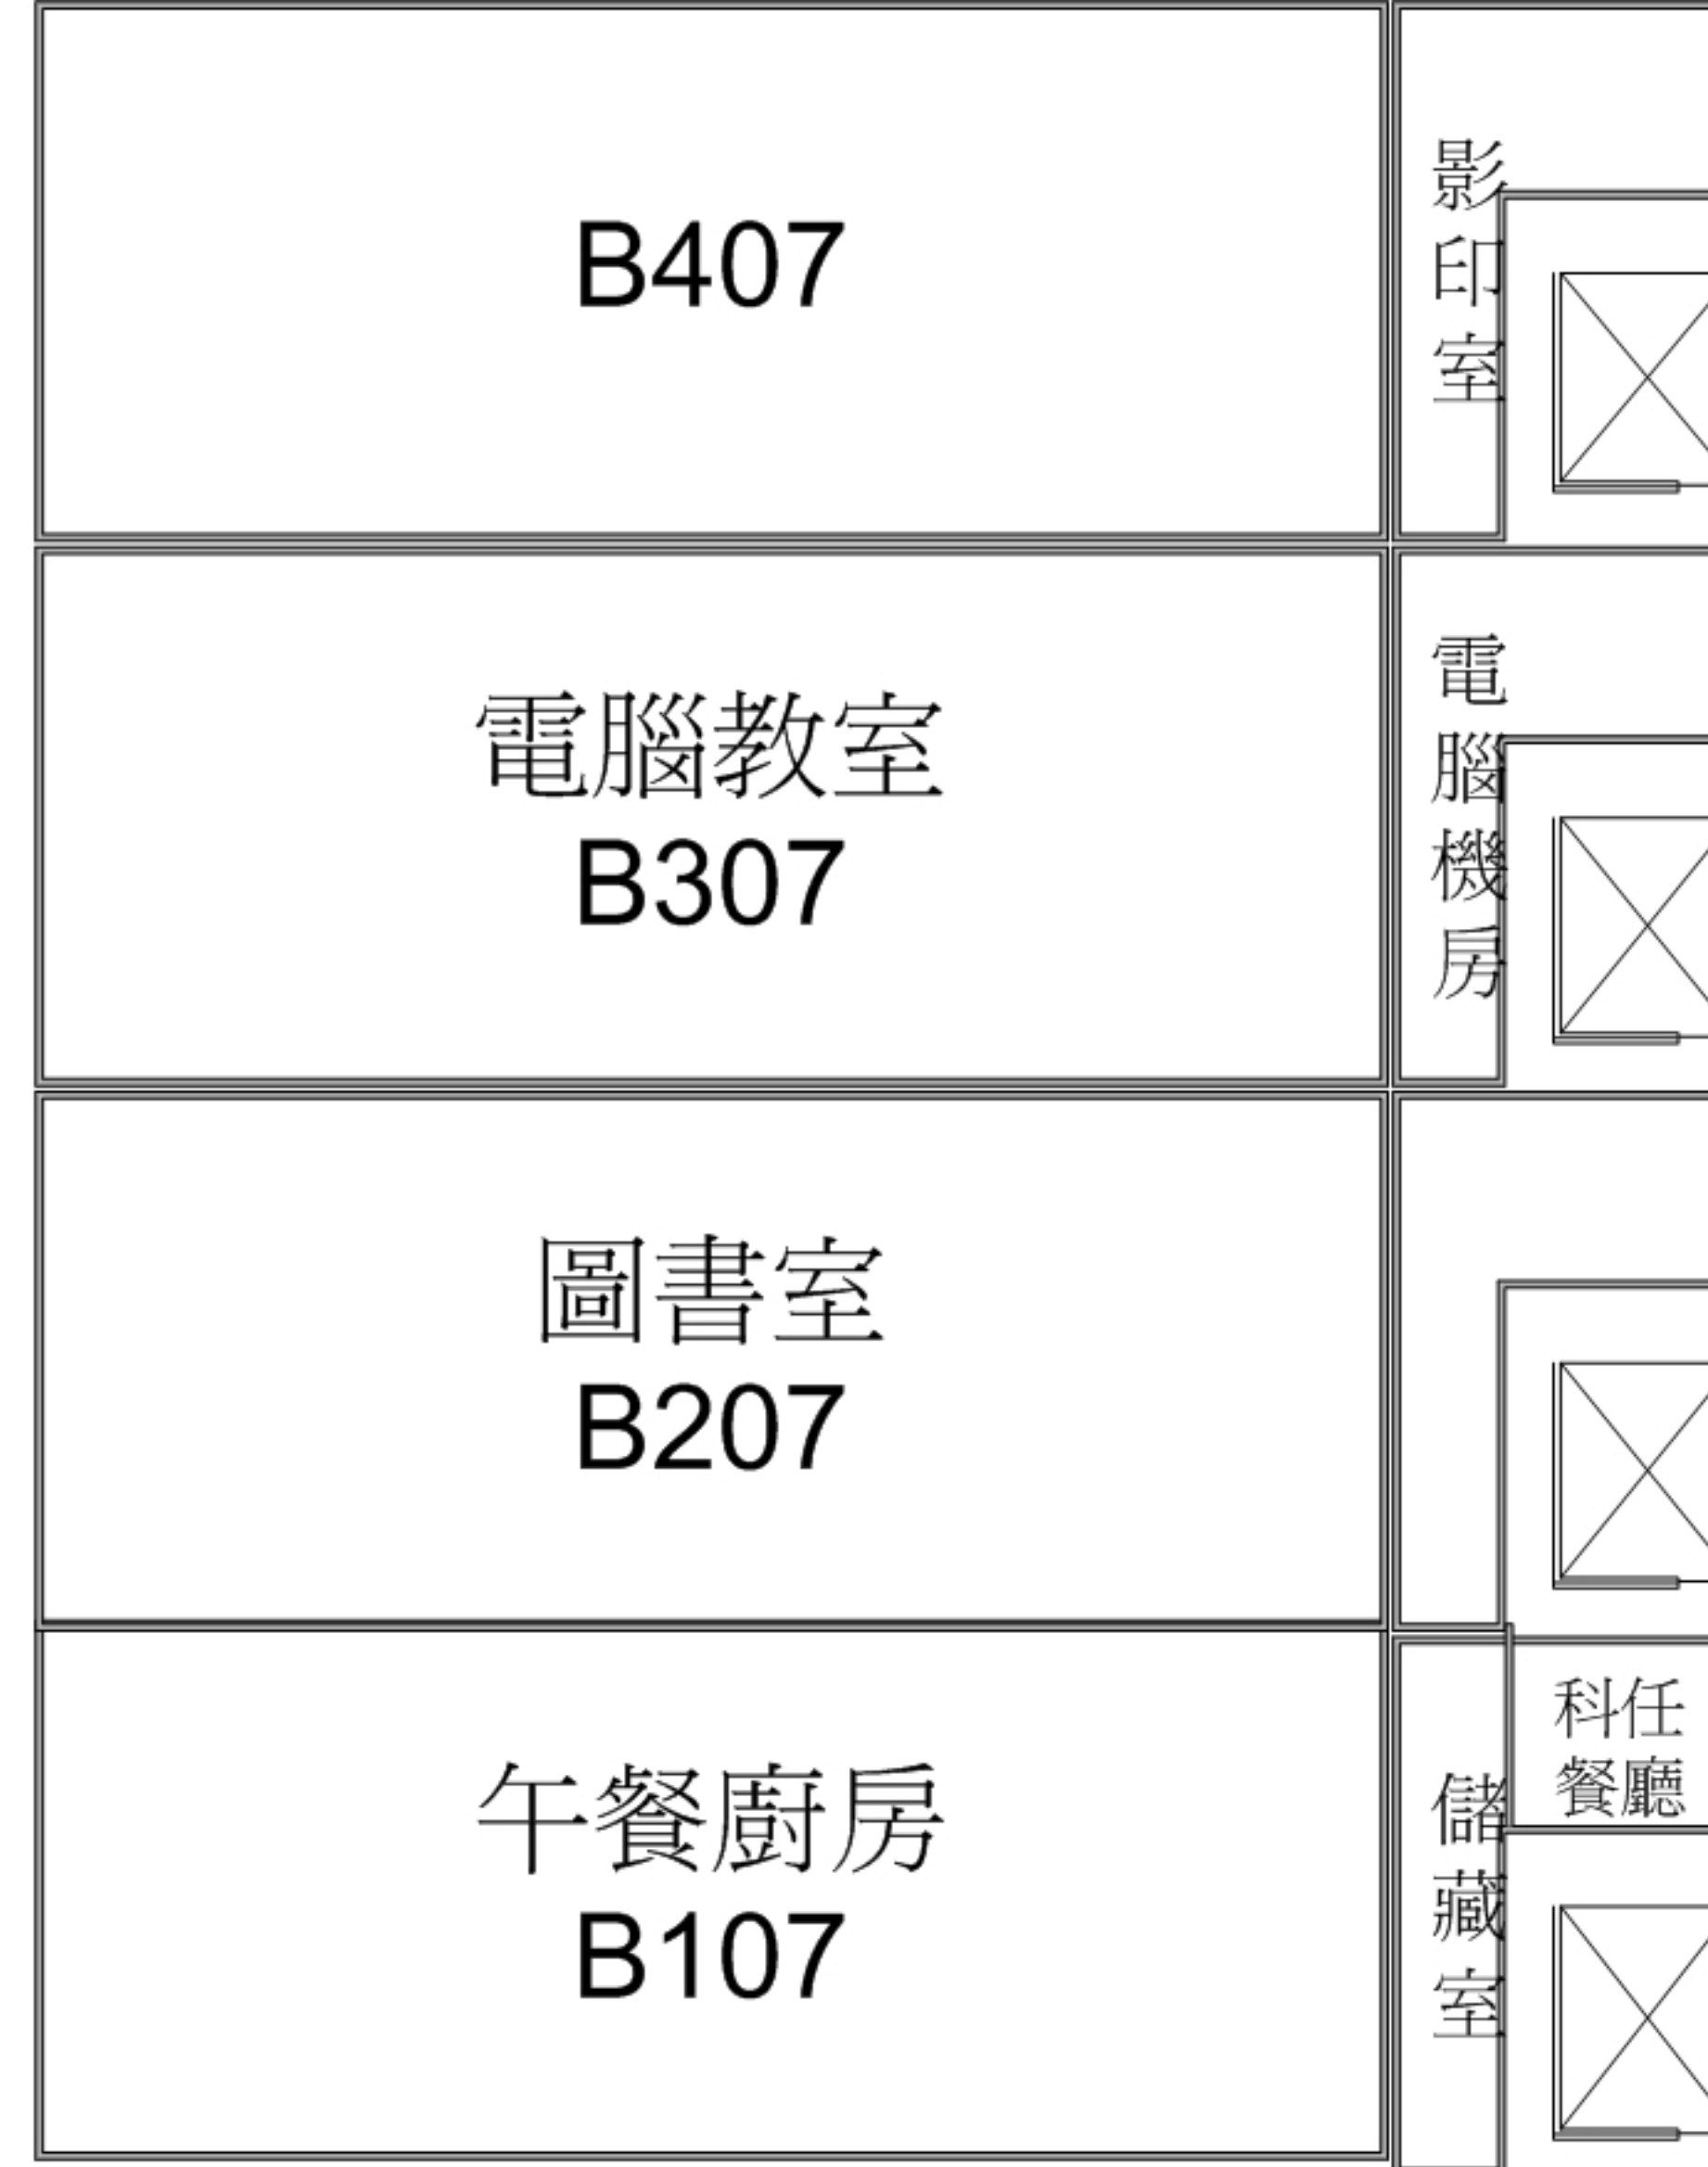 B407
影印室
電腦教室
B307
電腦機房
圖書室
B207
午餐廚房
B107
儲藏室
科任
餐廳